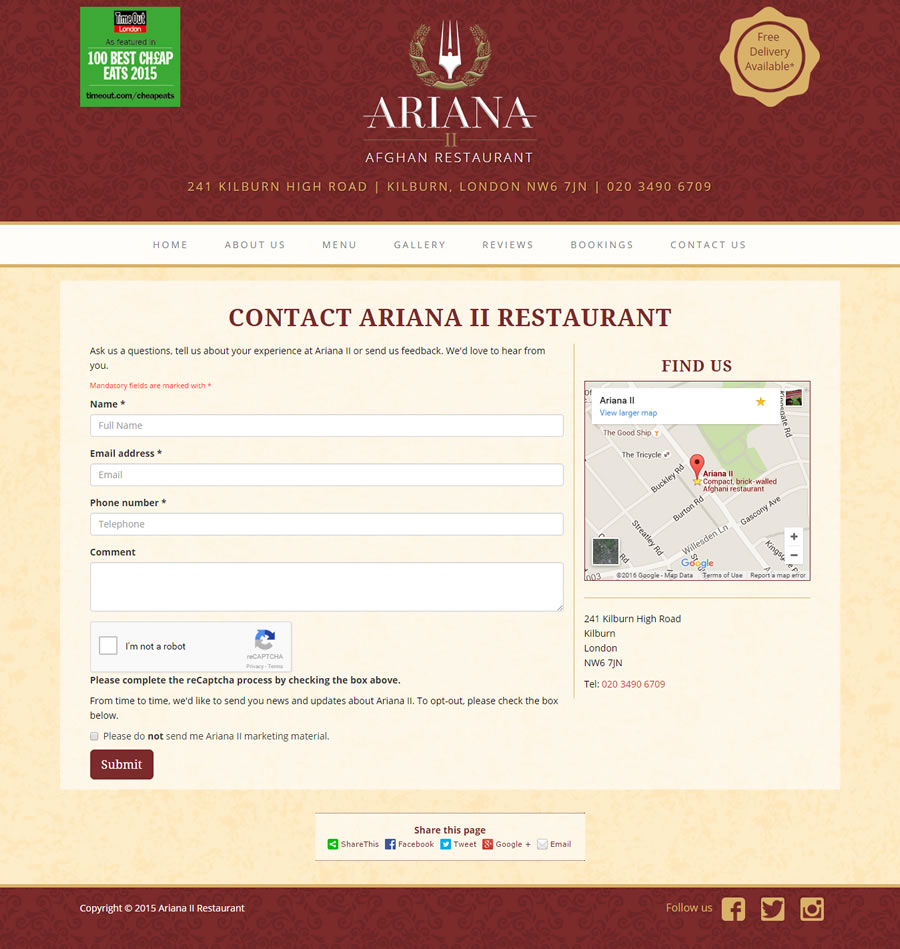 Time Out
London
As featured in
100 BEST CH£AP
EATS 2015
timeout.com/cheapeats
ARIANA
II
AFGHAN RESTAURANT
Free
Delivery
Available*
241 KILBURN HIGH ROAD | KILBURN, LONDON NW6 7JN | 020 3490 6709
HOME ABOUT US MENU GALLERY REVIEWS BOOKINGS CONTACT US
CONTACT ARIANA II RESTAURANT
Ask us a questions, tell us about your experience at Ariana II or send us feedback. We'd love to hear from
you.
Mandatory fields are marked with *
Name *
Full Name
Email address *
Email
Phone number *
Telephone
Comment
I'm not a robot
reCAPTCHA
Privacy - Terms
Please complete the reCaptcha process by checking the box above.
From time to time, we'd like to send you news and updates about Ariana II. To opt-out, please check the box
below.
Please do not send me Ariana II marketing material.
Submit
FIND US
Ariana II
View larger map
The Good Ship
The Tricycle
Kingsgate Rd
Buckley Rd
Ariana II
Compact, brick-walled
Afghani restaurant
Burton Rd
Gascony Ave
Streatley Rd
Willesden Ln
Google
003
©2016 Google - Map Data Terms of Use Report a map error
241 Kilburn High Road
Kilburn
London
NW6 7JN
Tel: 020 3490 6709
Share this page
ShareThis Facebook Tweet Google + Email
Copyright © 2015 Ariana II Restaurant
Follow us